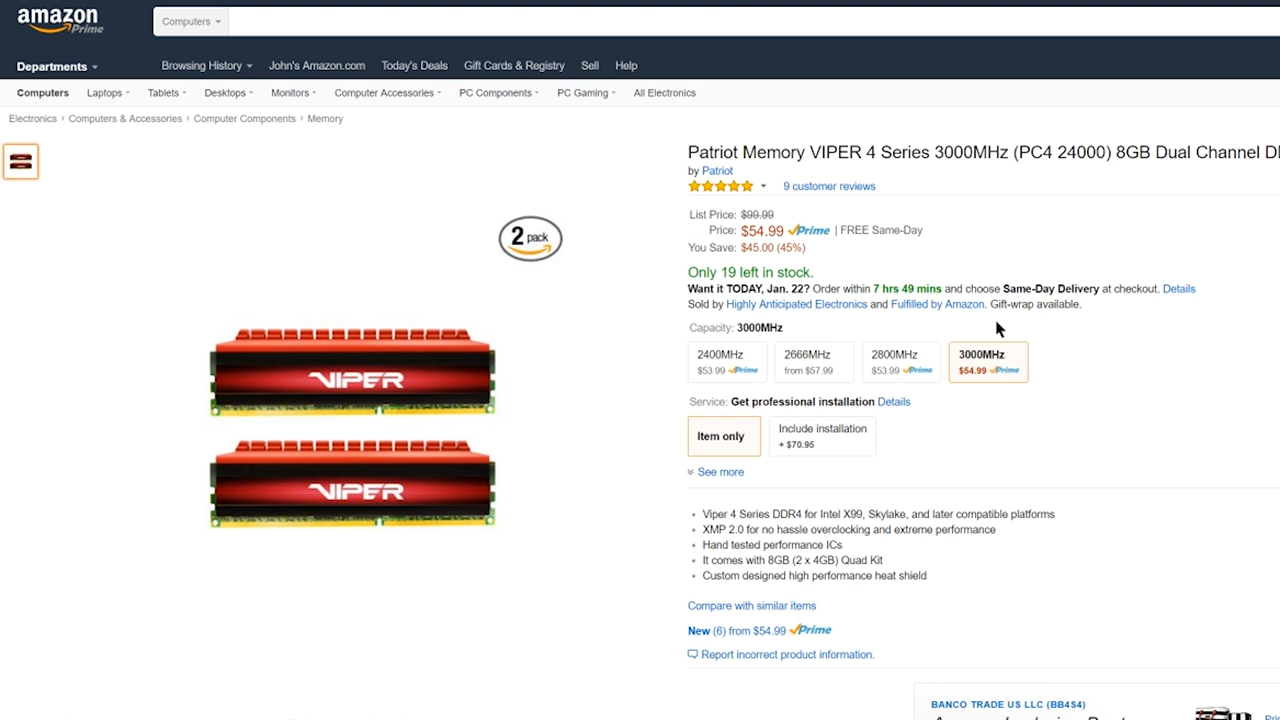 amazon
Prime
Computers
Departments
Browsing History
John's Amazon.com
Today's Deals
Gift Cards & Registry
Sell
Help
Computers
Laptops
Tablets
Desktops
Monitors
Computer Accessories
PC Components
PC Gaming
All Electronics
Electronics › Computers & Accessories › Computer Components › Memory
2 pack
VIPER
VIPER
Patriot Memory VIPER 4 Series 3000MHz (PC4 24000) 8GB Dual Channel
by Patriot
9 customer reviews
List Price: $99.99
Price: $54.99 Prime | FREE Same-Day
You Save: $45.00 (45%)
Only 19 left in stock.
Want it TODAY, Jan. 22? Order within 7 hrs 49 mins and choose Same-Day Delivery at checkout. Details
Sold by Highly Anticipated Electronics and Fulfilled by Amazon. Gift-wrap available.
Capacity: 3000MHz
2400MHz
$53.99 Prime
2666MHz
from $57.99
2800MHz
$53.99 Prime
3000MHz
$54.99 Prime
Service: Get professional installation Details
Item only
Include installation
+ $70.95
See more
• Viper 4 Series DDR4 for Intel X99, Skylake, and later compatible platforms
• XMP 2.0 for no hassle overclocking and extreme performance
• Hand tested performance ICs
• It comes with 8GB (2 x 4GB) Quad Kit
• Custom designed high performance heat shield
Compare with similar items
New (6) from $54.99 Prime
Report incorrect product information.
BANCO TRADE US LLC (BB4S4)